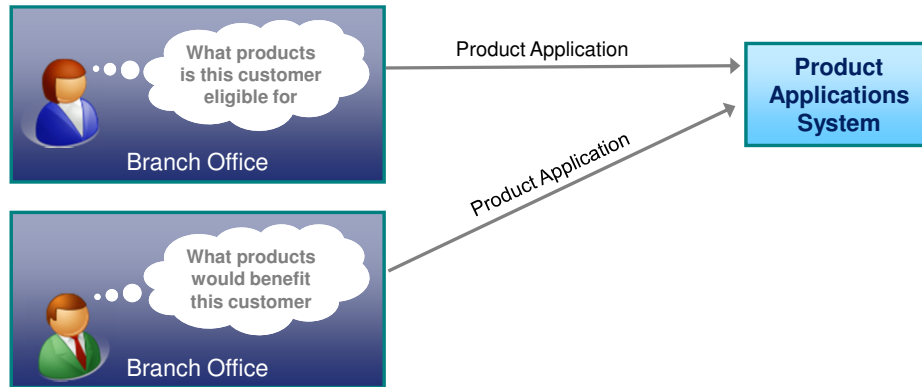 What products
is this customer
eligible for
Branch Office
Product Application
Product
Applications
System
Product Application
What products
would benefit
this customer
Branch Office